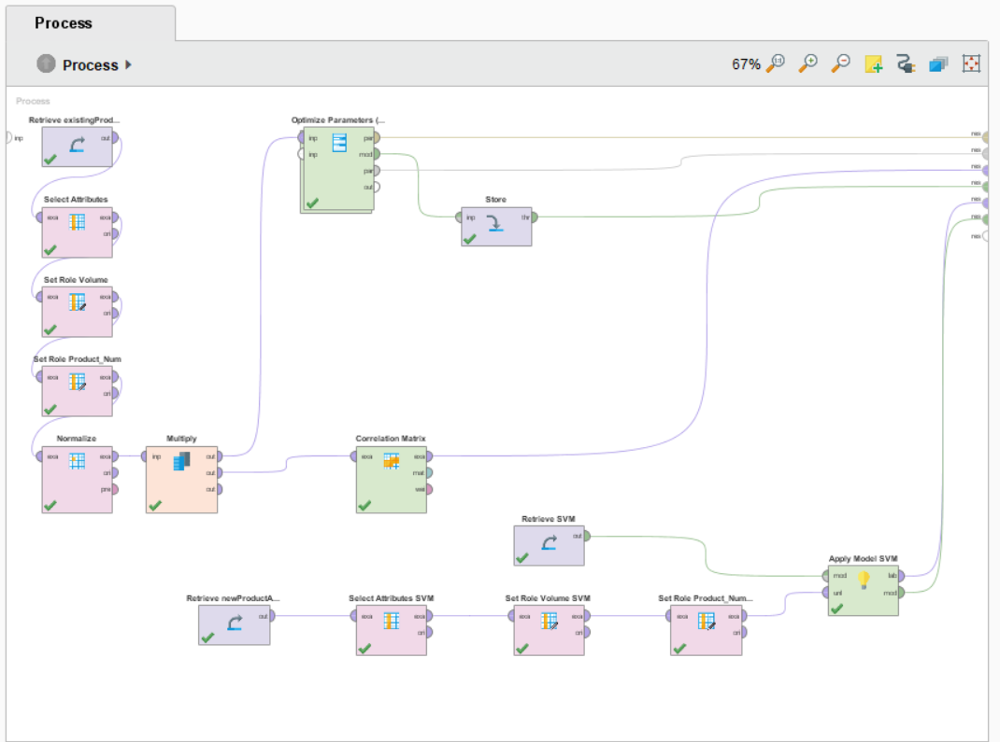 Process
Process
67%
Process
inp
Retrieve existingProd...
out
Select Attributes
exa exa
ori
Set Role Volume
exa exa
ori
Set Role Product_Num
exa exa
ori
Normalize
exa exa
ori
pre
Multiply
inp out
out
out
Optimize Parameters (...
inp par
inp mod
par
out
Store
inp thr
Correlation Matrix
exa exa
mat
wei
Retrieve SVM
out
Retrieve newProductA...
out
Select Attributes SVM
exa exa
ori
Set Role Volume SVM
exa exa
ori
Set Role Product_Num...
exa exa
ori
Apply Model SVM
mod lab
unl mod
res
res
res
res
res
res
res